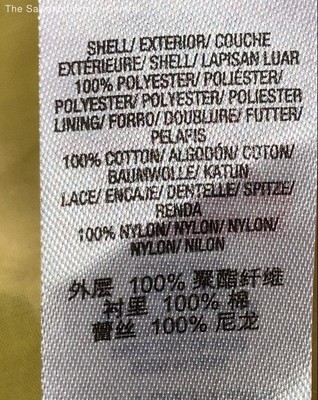 SHELL/ EXTERIOR/ COUCHE
EXTÉRIEURE/ SHELL/ LAPISAN LUAR
100% POLYESTER/ POLIÉSTER/
POLYESTER/ POLYESTER/ POLIESTER
LINING/ FORRO/ DOUBLURE/ FUTTER/
PELAPIS
100% COTTON/ ALGODÓN/ COTON/
BAUMWOLLE/ KATUN
LACE/ ENCAJE/ DENTELLE/ SPITZE/
RENDA
100% NYLON/ NYLON/ NYLON/
NYLON/ NILON
外层 100% 聚酯纤维
衬里 100% 棉
蕾丝 100% 尼龙